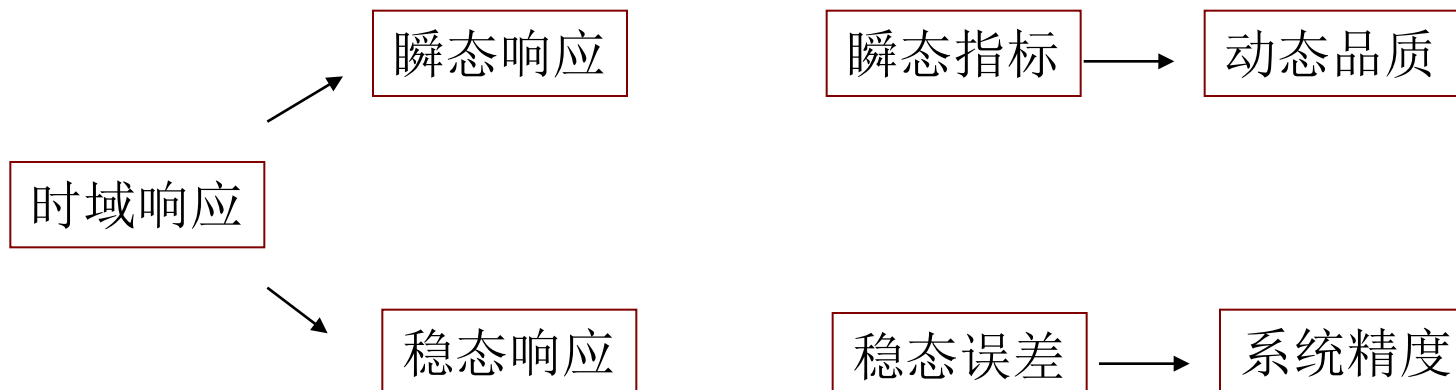 瞬态响应
瞬态指标
动态品质
时域响应
稳态响应
稳态误差
系统精度